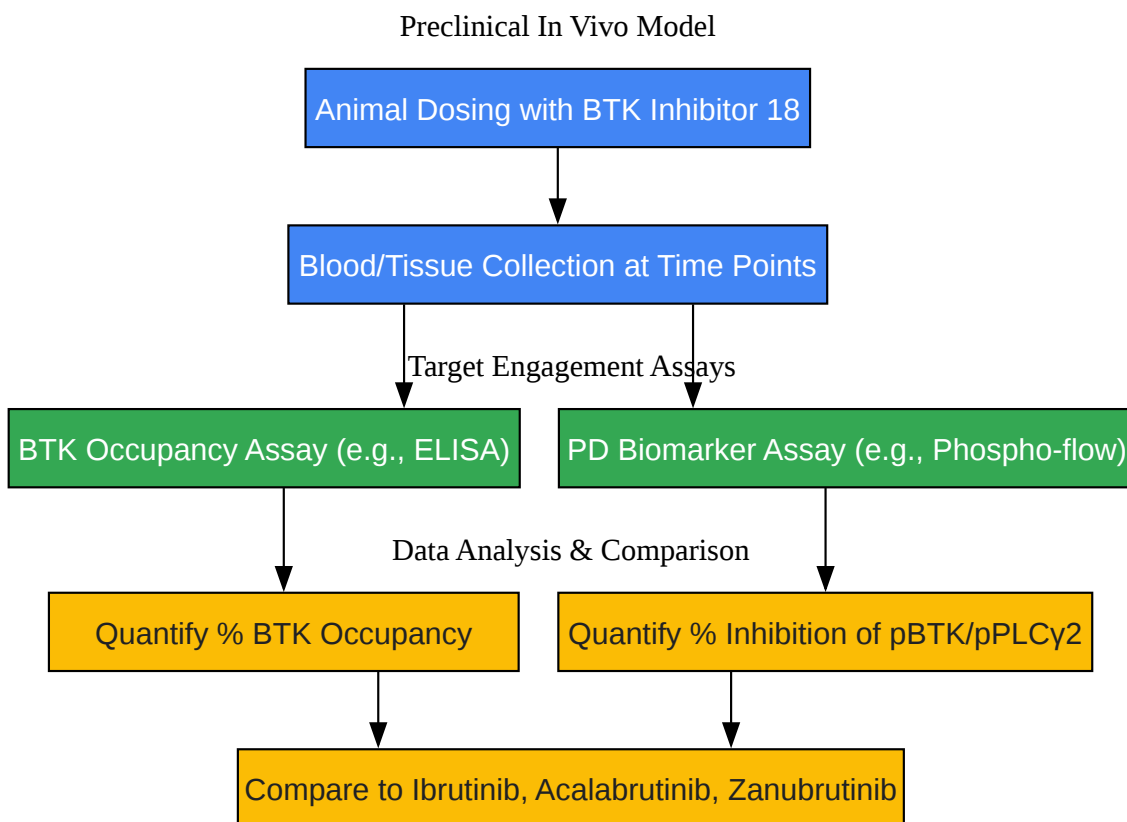 Preclinical In Vivo Model
Animal Dosing with BTK Inhibitor 18
Blood/Tissue Collection at Time Points
Target Engagement Assays
BTK Occupancy Assay (e.g., ELISA)
PD Biomarker Assay (e.g., Phospho-flow)
Data Analysis & Comparison
Quantify % BTK Occupancy
Quantify % Inhibition of pBTK/pPLCγ2
Compare to Ibrutinib, Acalabrutinib, Zanubrutinib